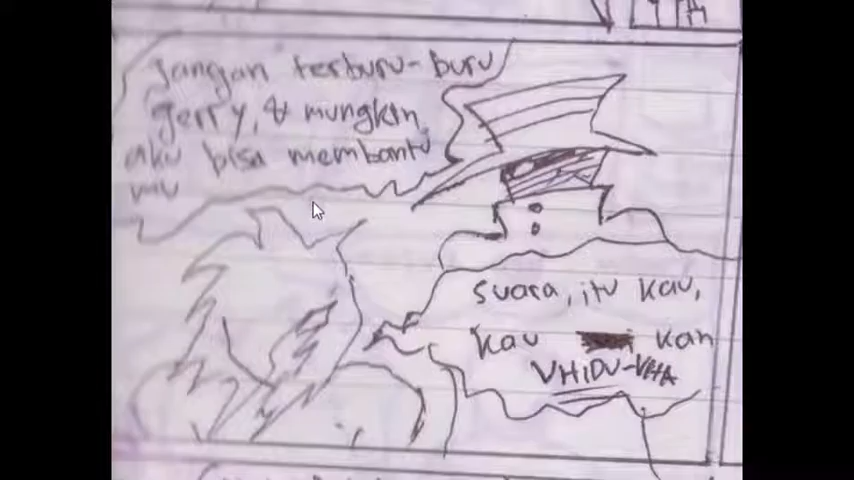 Jangan terburu-buru
gerry, & mungkin
aku bisa membantu
mu
Suara, itu kau,
kau kan
VHIDU-VHA